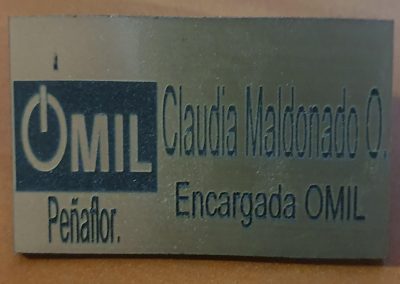 OMIL
Peñaflor.
Claudia Maldonado O.
Encargada OMIL